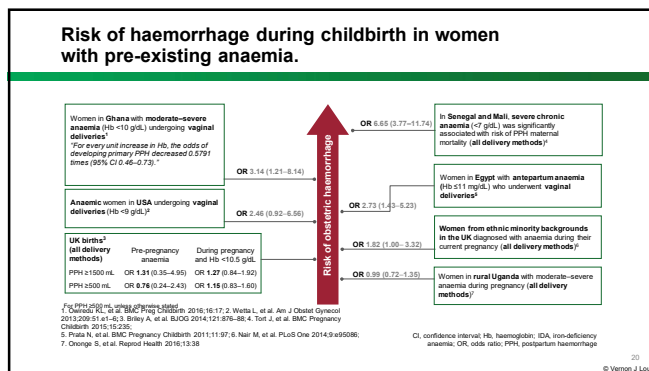 Risk of haemorrhage during childbirth in women
with pre-existing anaemia.
Women in Ghana with moderate–severe
anaemia (Hb <10 g/dL) undergoing vaginal
deliveries¹
"For every unit increase in Hb, the odds of
developing primary PPH decreased 0.5791
times (95% CI 0.46–0.73)."
OR 3.14 (1.21–8.14)
Anaemic women in USA undergoing vaginal
deliveries (Hb <9 g/dL)²
OR 2.46 (0.92–6.56)
UK births³
(all delivery
methods)
Pre-pregnancy
anaemia
During pregnancy
and Hb <10.5 g/dL
PPH ≥1500 mL OR 1.31 (0.35–4.95) OR 1.27 (0.84–1.92)
PPH ≥500 mL OR 0.76 (0.24–2.43) OR 1.15 (0.83–1.60)
Risk of obstetric haemorrhage
OR 6.65 (3.77–11.74)
In Senegal and Mali, severe chronic
anaemia (<7 g/dL) was significantly
associated with risk of PPH maternal
mortality (all delivery methods)⁴
OR 2.73 (1.43–5.23)
Women in Egypt with antepartum anaemia
(Hb ≤11 mg/dL) who underwent vaginal
deliveries⁵
OR 1.82 (1.00– 3.32)
Women from ethnic minority backgrounds
in the UK diagnosed with anaemia during their
current pregnancy (all delivery methods)⁶
OR 0.99 (0.72–1.35)
Women in rural Uganda with moderate–severe
anaemia during pregnancy (all delivery
methods)⁷
For PPH ≥500 mL unless otherwise stated
1. Owiredu KL, et al. BMC Preg Childbirth 2016;16:17; 2. Wetta L, et al. Am J Obstet Gynecol
2013;209:51.e1–6; 3. Briley A, et al. BJOG 2014;121:876–88; 4. Tort J, et al. BMC Pregnancy
Childbirth 2015;15:235;
5. Prata N, et al. BMC Pregnancy Childbirth 2011;11:97; 6. Nair M, et al. PLoS One 2014;9:e95086;
7. Ononge S, et al. Reprod Health 2016;13:38
CI, confidence interval; Hb, haemoglobin; IDA, iron-deficiency
anaemia; OR, odds ratio; PPH, postpartum haemorrhage
20
© Vernon J Lou